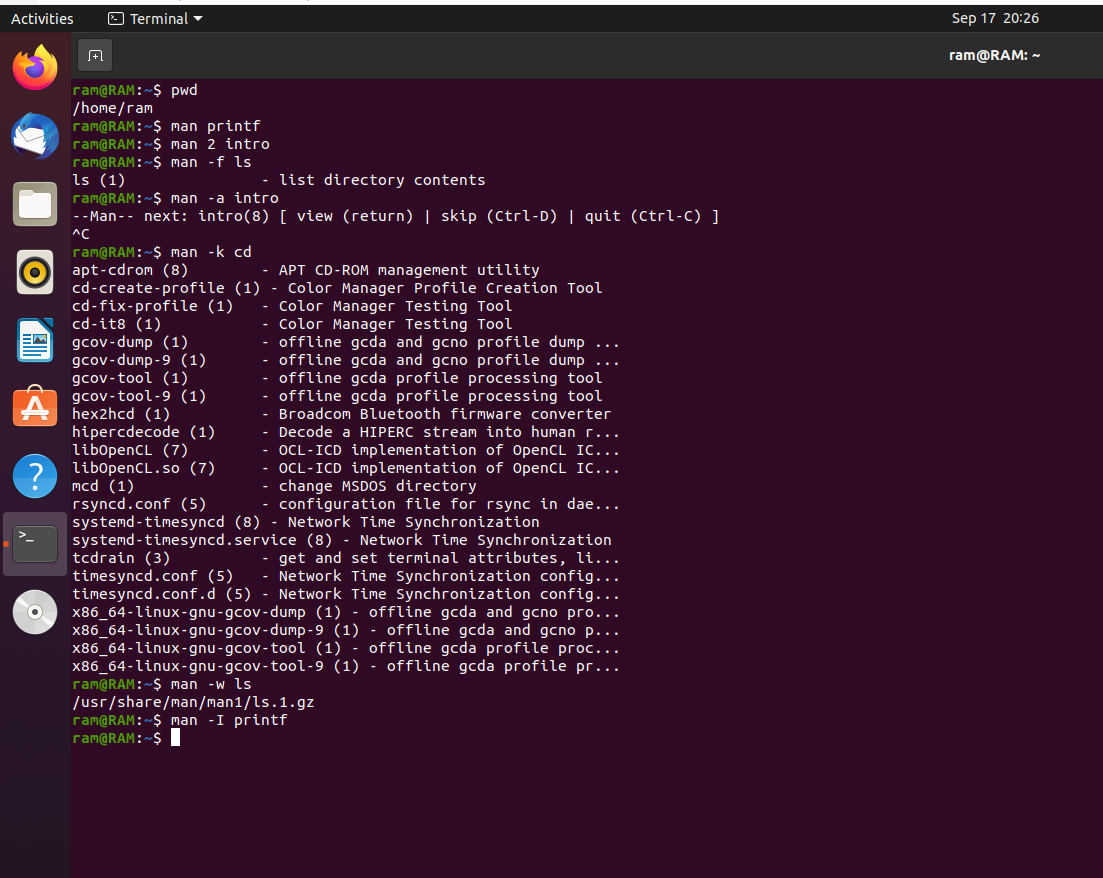 Activities
Terminal
Sep 17 20:26
ram@RAM: ~
ram@RAM:~$ pwd
/home/ram
ram@RAM:~$ man printf
ram@RAM:~$ man 2 intro
ram@RAM:~$ man -f ls
ls (1)               - list directory contents
ram@RAM:~$ man -a intro
--Man-- next: intro(8) [ view (return) | skip (Ctrl-D) | quit (Ctrl-C) ]
^C
ram@RAM:~$ man -k cd
apt-cdrom (8)        - APT CD-ROM management utility
cd-create-profile (1) - Color Manager Profile Creation Tool
cd-fix-profile (1)   - Color Manager Testing Tool
cd-it8 (1)           - Color Manager Testing Tool
gcov-dump (1)        - offline gcda and gcno profile dump ...
gcov-dump-9 (1)      - offline gcda and gcno profile dump ...
gcov-tool (1)        - offline gcda profile processing tool
gcov-tool-9 (1)      - offline gcda profile processing tool
hex2hcd (1)          - Broadcom Bluetooth firmware converter
hipercdecode (1)     - Decode a HIPERC stream into human r...
libOpenCL (7)        - OCL-ICD implementation of OpenCL IC...
libOpenCL.so (7)     - OCL-ICD implementation of OpenCL IC...
mcd (1)              - change MSDOS directory
rsyncd.conf (5)      - configuration file for rsync in dae...
systemd-timesyncd (8) - Network Time Synchronization
systemd-timesyncd.service (8) - Network Time Synchronization
tcdrain (3)          - get and set terminal attributes, li...
timesyncd.conf (5)   - Network Time Synchronization config...
timesyncd.conf.d (5) - Network Time Synchronization config...
x86_64-linux-gnu-gcov-dump (1) - offline gcda and gcno pro...
x86_64-linux-gnu-gcov-dump-9 (1) - offline gcda and gcno p...
x86_64-linux-gnu-gcov-tool (1) - offline gcda profile proc...
x86_64-linux-gnu-gcov-tool-9 (1) - offline gcda profile pr...
ram@RAM:~$ man -w ls
/usr/share/man/man1/ls.1.gz
ram@RAM:~$ man -I printf
ram@RAM:~$